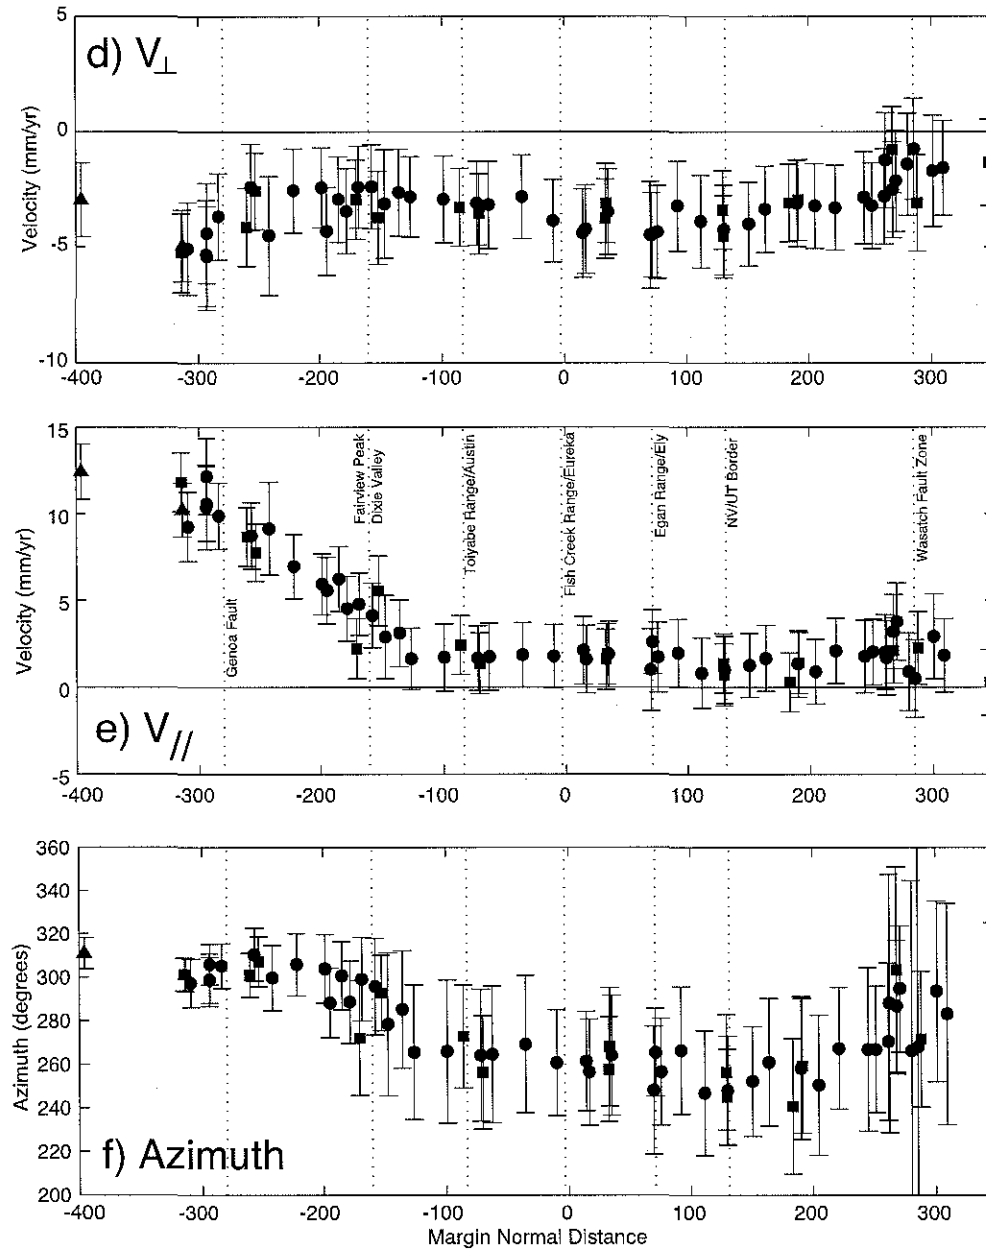 5
d) V⊥
0
Velocity (mm/yr)
-5
-10
-400 -300 -200 -100 0 100 200 300
15
10
Velocity (mm/yr)
5
0
-5
Genoa Fault
Fairview Peak
Dixie Valley
Toiyabe Range/Austin
Fish Creek Range/Eureka
Egan Range/Ely
NV/UT Border
Wasatch Fault Zone
e) V//
-400 -300 -200 -100 0 100 200 300
360
340
320
300
280
260
240
220
200
Azimuth (degrees)
f) Azimuth
-400 -300 -200 -100 0 100 200 300
Margin Normal Distance